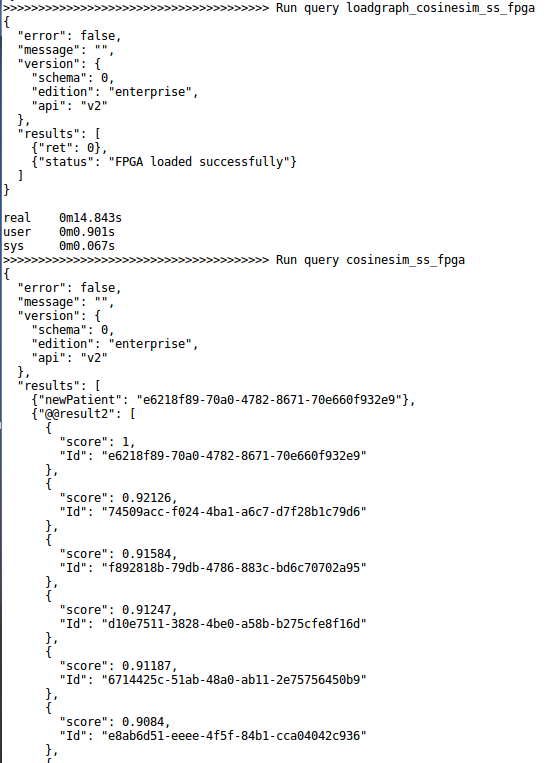 >>>>>>>>>>>>>>>>>>>>>>>>>>>>>>>>>>>>>> Run query loadgraph_cosinesim_ss_fpga
{
  "error": false,
  "message": "",
  "version": {
    "schema": 0,
    "edition": "enterprise",
    "api": "v2"
  },
  "results": [
    {"ret": 0},
    {"status": "FPGA loaded successfully"}
  ]
}

real    0m14.843s
user    0m0.901s
sys     0m0.067s
>>>>>>>>>>>>>>>>>>>>>>>>>>>>>>>>>>>>>> Run query cosinesim_ss_fpga
{
  "error": false,
  "message": "",
  "version": {
    "schema": 0,
    "edition": "enterprise",
    "api": "v2"
  },
  "results": [
    {"newPatient": "e6218f89-70a0-4782-8671-70e660f932e9"},
    {"@@result2": [
      {
        "score": 1,
        "Id": "e6218f89-70a0-4782-8671-70e660f932e9"
      },
      {
        "score": 0.92126,
        "Id": "74509acc-f024-4ba1-a6c7-d7f28b1c79d6"
      },
      {
        "score": 0.91584,
        "Id": "f892818b-79db-4786-883c-bd6c70702a95"
      },
      {
        "score": 0.91247,
        "Id": "d10e7511-3828-4be0-a58b-b275cfe8f16d"
      },
      {
        "score": 0.91187,
        "Id": "6714425c-51ab-48a0-ab11-2e75756450b9"
      },
      {
        "score": 0.9084,
        "Id": "e8ab6d51-eeee-4f5f-84b1-cca04042c936"
      },
      {